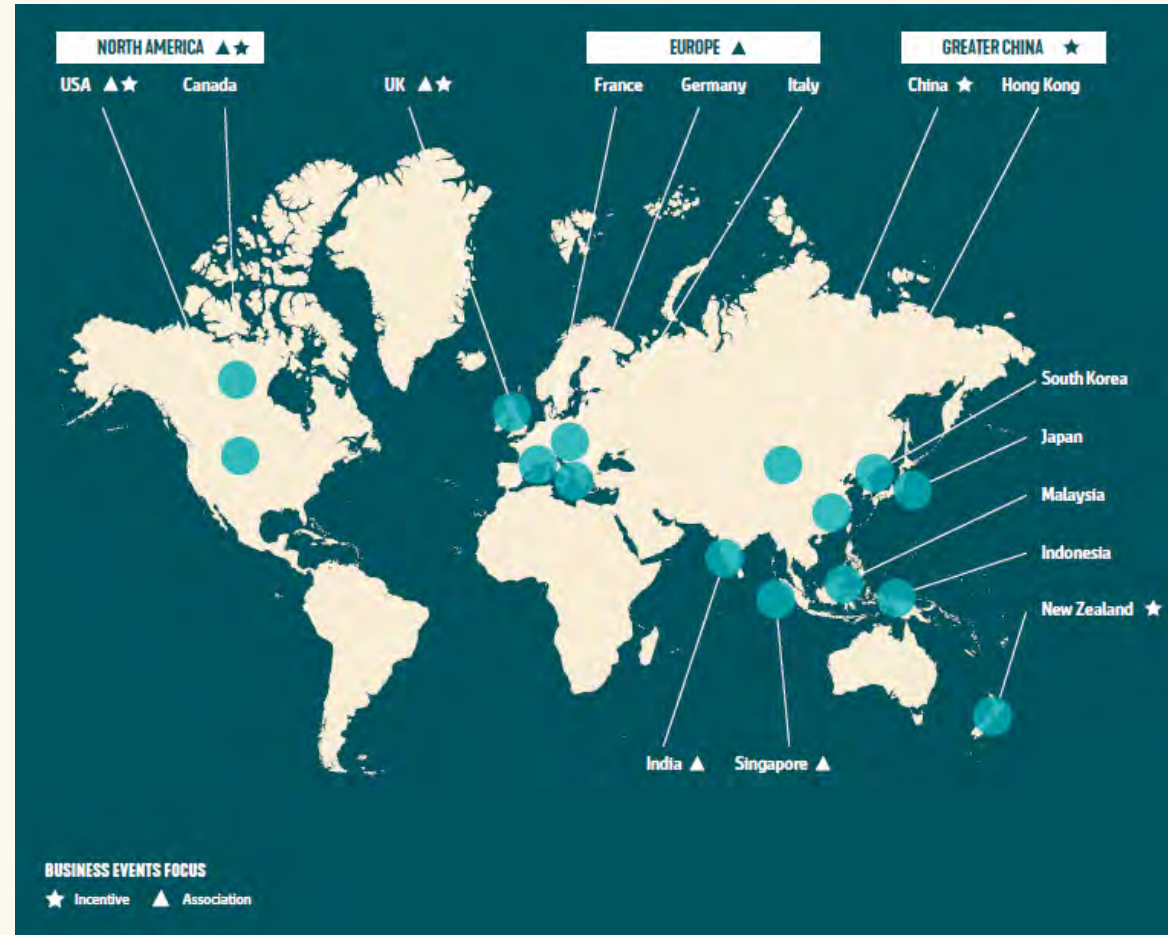 NORTH AMERICA ▲★
EUROPE ▲
GREATER CHINA ★
USA ▲★
Canada
UK ▲★
France
Germany
Italy
China ★
Hong Kong
South Korea
Japan
Malaysia
Indonesia
New Zealand ★
India ▲
Singapore ▲
BUSINESS EVENTS FOCUS
★ Incentive ▲ Association